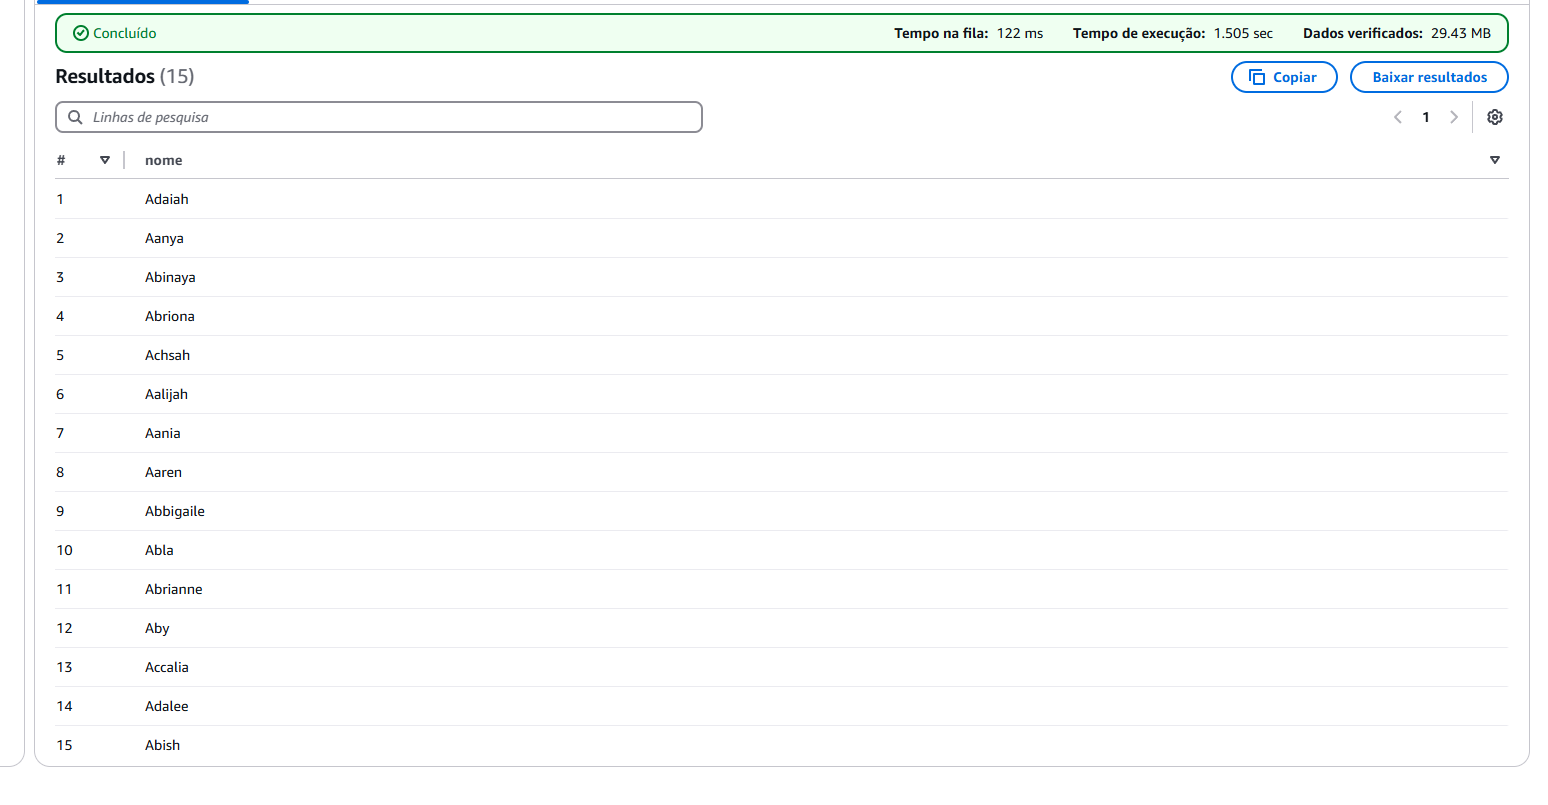 Concluído Tempo na fila: 122 ms Tempo de execução: 1.505 sec Dados verificados: 29.43 MB
Resultados (15) Copiar Baixar resultados
Linhas de pesquisa 1
# nome
1 Adaiah
2 Aanya
3 Abinaya
4 Abriona
5 Achsah
6 Aalijah
7 Aania
8 Aaren
9 Abbigaile
10 Abla
11 Abrianne
12 Aby
13 Accalia
14 Adalee
15 Abish